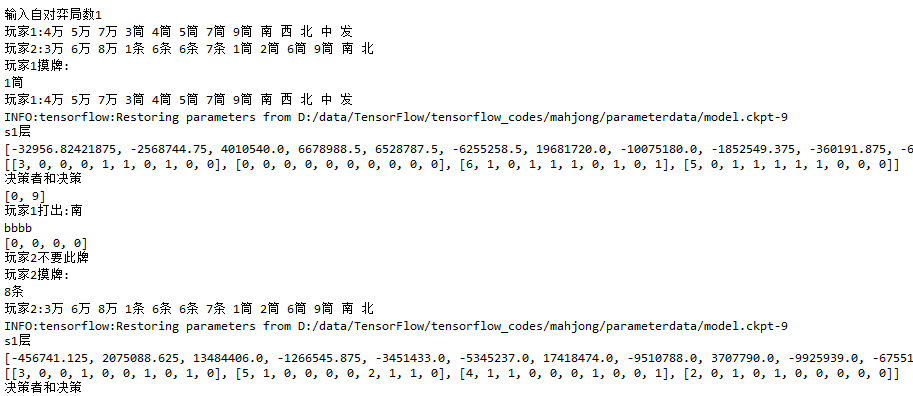 输入自对弈局数1
玩家1:4万 5万 7万 3筒 4筒 5筒 7筒 9筒 南 西 北 中 发
玩家2:3万 6万 8万 1条 6条 6条 7条 1筒 2筒 6筒 9筒 南 北
玩家1摸牌:
1筒
玩家1:4万 5万 7万 3筒 4筒 5筒 7筒 9筒 南 西 北 中 发
INFO:tensorflow:Restoring parameters from D:/data/TensorFlow/tensorflow_codes/mahjong/parameterdata/model.ckpt-9
s1层
[-32956.82421875, -2568744.75, 4010540.0, 6678988.5, 6528787.5, -6255258.5, 19681720.0, -10075180.0, -1852549.375, -360191.875, -6
[[3, 0, 0, 0, 1, 1, 0, 1, 0, 0], [0, 0, 0, 0, 0, 0, 0, 0, 0, 0], [6, 1, 0, 1, 1, 1, 0, 1, 0, 1], [5, 0, 1, 1, 1, 1, 1, 0, 0, 0]]
决策者和决策
[0, 9]
玩家1打出:南
bbbb
[0, 0, 0, 0]
玩家2不要此牌
玩家2摸牌:
8条
玩家2:3万 6万 8万 1条 6条 6条 7条 1筒 2筒 6筒 9筒 南 北
INFO:tensorflow:Restoring parameters from D:/data/TensorFlow/tensorflow_codes/mahjong/parameterdata/model.ckpt-9
s1层
[-456741.125, 2075088.625, 13484406.0, -1266545.875, -3451433.0, -5345237.0, 17418474.0, -9510788.0, 3707790.0, -9925939.0, -67551
[[3, 0, 0, 1, 0, 0, 1, 0, 1, 0], [5, 1, 0, 0, 0, 0, 2, 1, 1, 0], [4, 1, 1, 0, 0, 0, 1, 0, 0, 1], [2, 0, 1, 0, 1, 0, 0, 0, 0, 0]]
决策者和决策